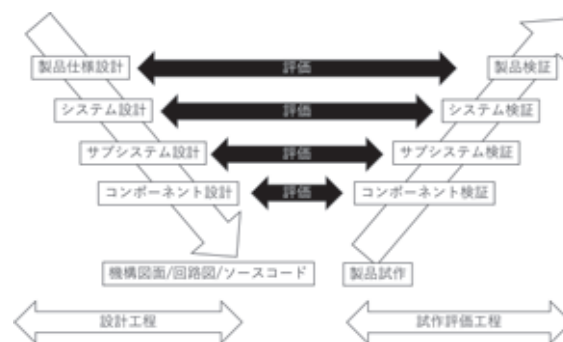 製品仕様設計 評価 製品検証
システム設計 評価 システム検証
サブシステム設計 評価 サブシステム検証
コンポーネント設計 評価 コンポーネント検証
機構図面/回路図/ソースコード 製品試作
設計工程 試作評価工程